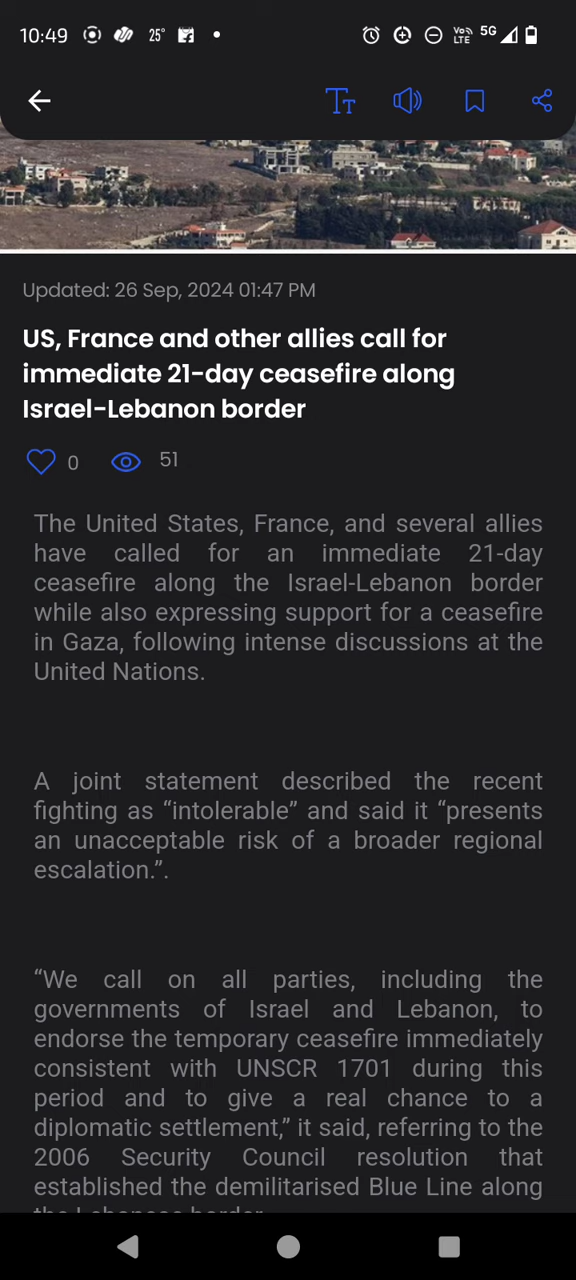 10:49
25°
Vo))
LTE
5G
Updated: 26 Sep, 2024 01:47 PM
US, France and other allies call for
immediate 21-day ceasefire along
Israel-Lebanon border
0
51
The United States, France, and several allies
have called for an immediate 21-day
ceasefire along the Israel-Lebanon border
while also expressing support for a ceasefire
in Gaza, following intense discussions at the
United Nations.
A joint statement described the recent
fighting as “intolerable” and said it “presents
an unacceptable risk of a broader regional
escalation.”.
“We call on all parties, including the
governments of Israel and Lebanon, to
endorse the temporary ceasefire immediately
consistent with UNSCR 1701 during this
period and to give a real chance to a
diplomatic settlement,” it said, referring to the
2006 Security Council resolution that
established the demilitarised Blue Line along
the Lebanese border